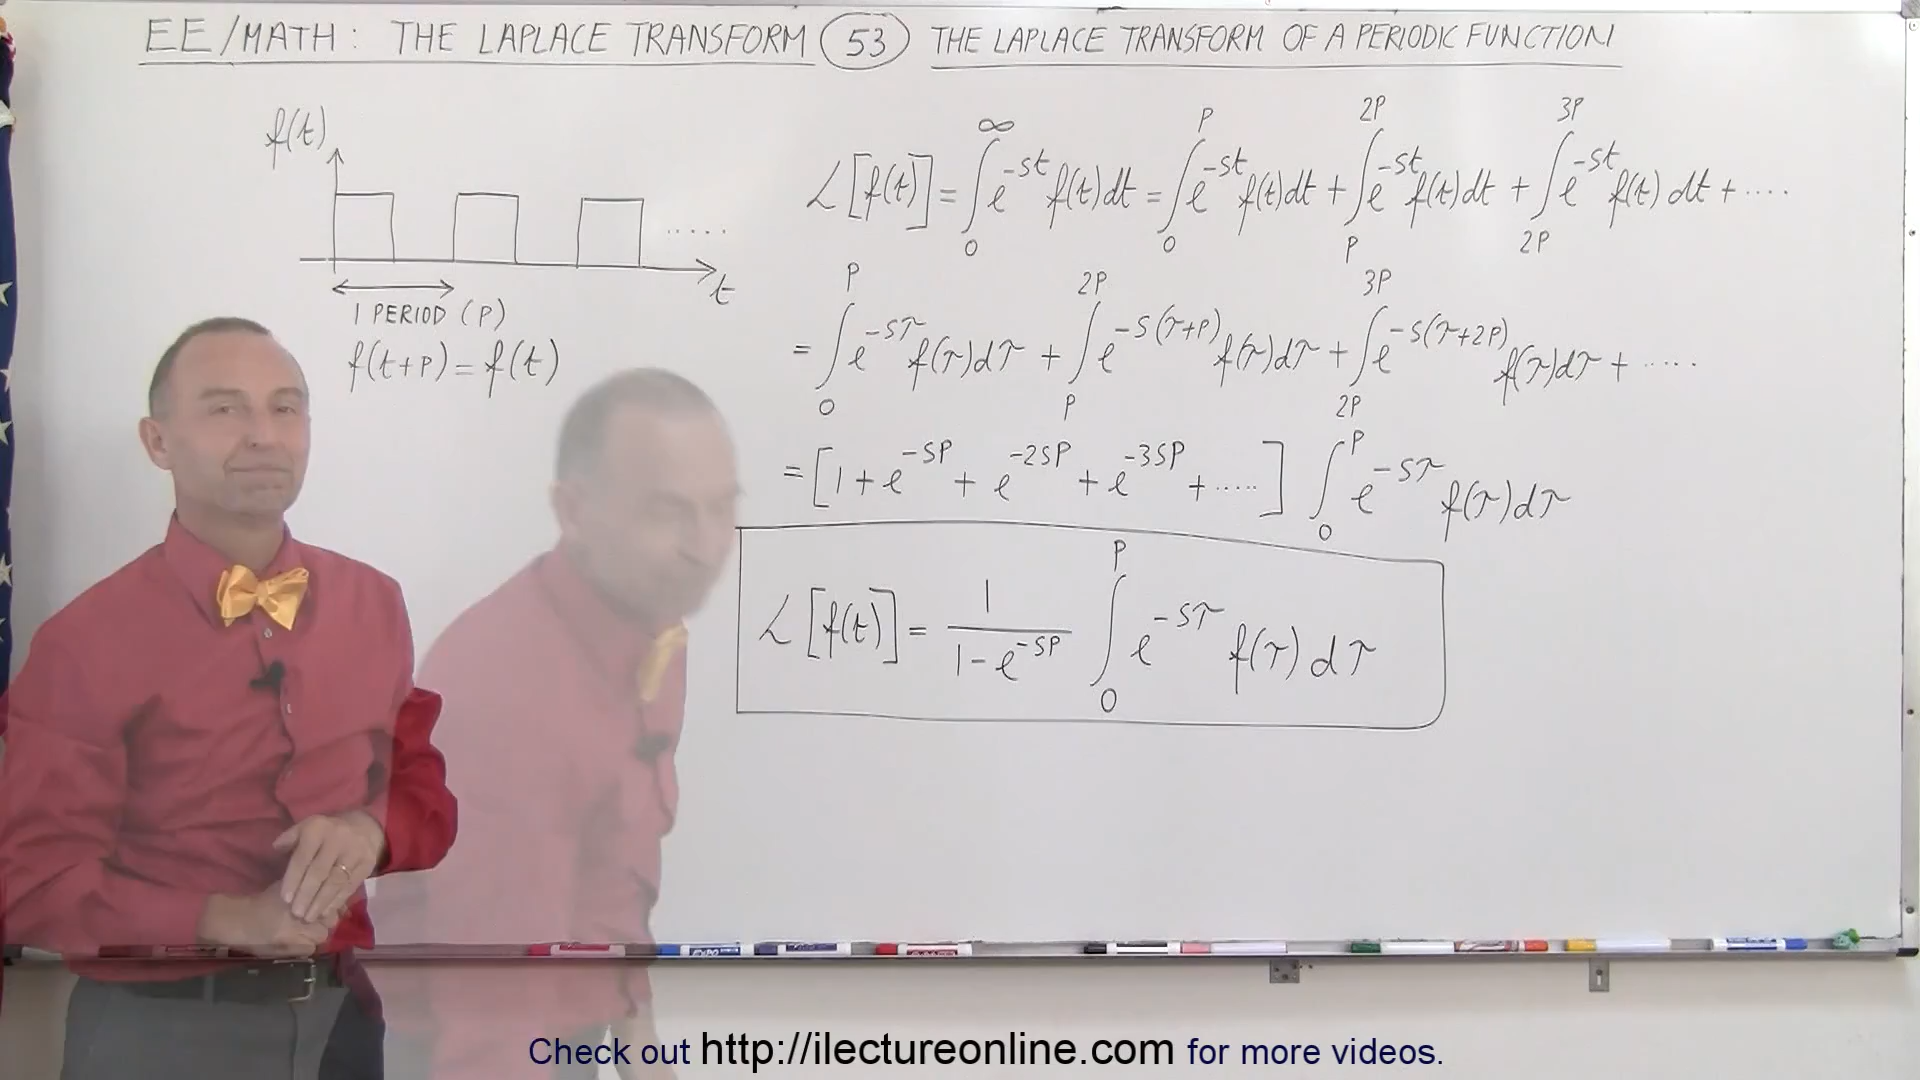 EE/MATH: THE LAPLACE TRANSFORM 53 THE LAPLACE TRANSFORM OF A PERIODIC FUNCTION
f(t)
t
1 PERIOD (P)
f(t+P) = f(t)
ℒ[f(t)] = ∫₀^∞ e^{-st} f(t)dt = ∫₀^P e^{-st} f(t)dt + ∫_P^{2P} e^{-st} f(t)dt + ∫_{2P}^{3P} e^{-st} f(t) dt + ....
= ∫₀^P e^{-sτ} f(τ)dτ + ∫_P^{2P} e^{-s(τ+P)} f(τ)dτ + ∫_{2P}^{3P} e^{-s(τ+2P)} f(τ)dτ + .....
= [1 + e^{-sP} + e^{-2sP} + e^{-3sP} + .....] ∫₀^P e^{-sτ} f(τ)dτ
ℒ[f(t)] = 1/(1-e^{-sP}) ∫₀^P e^{-sτ} f(τ) dτ
EXPO
Check out http://ilectureonline.com for more videos.